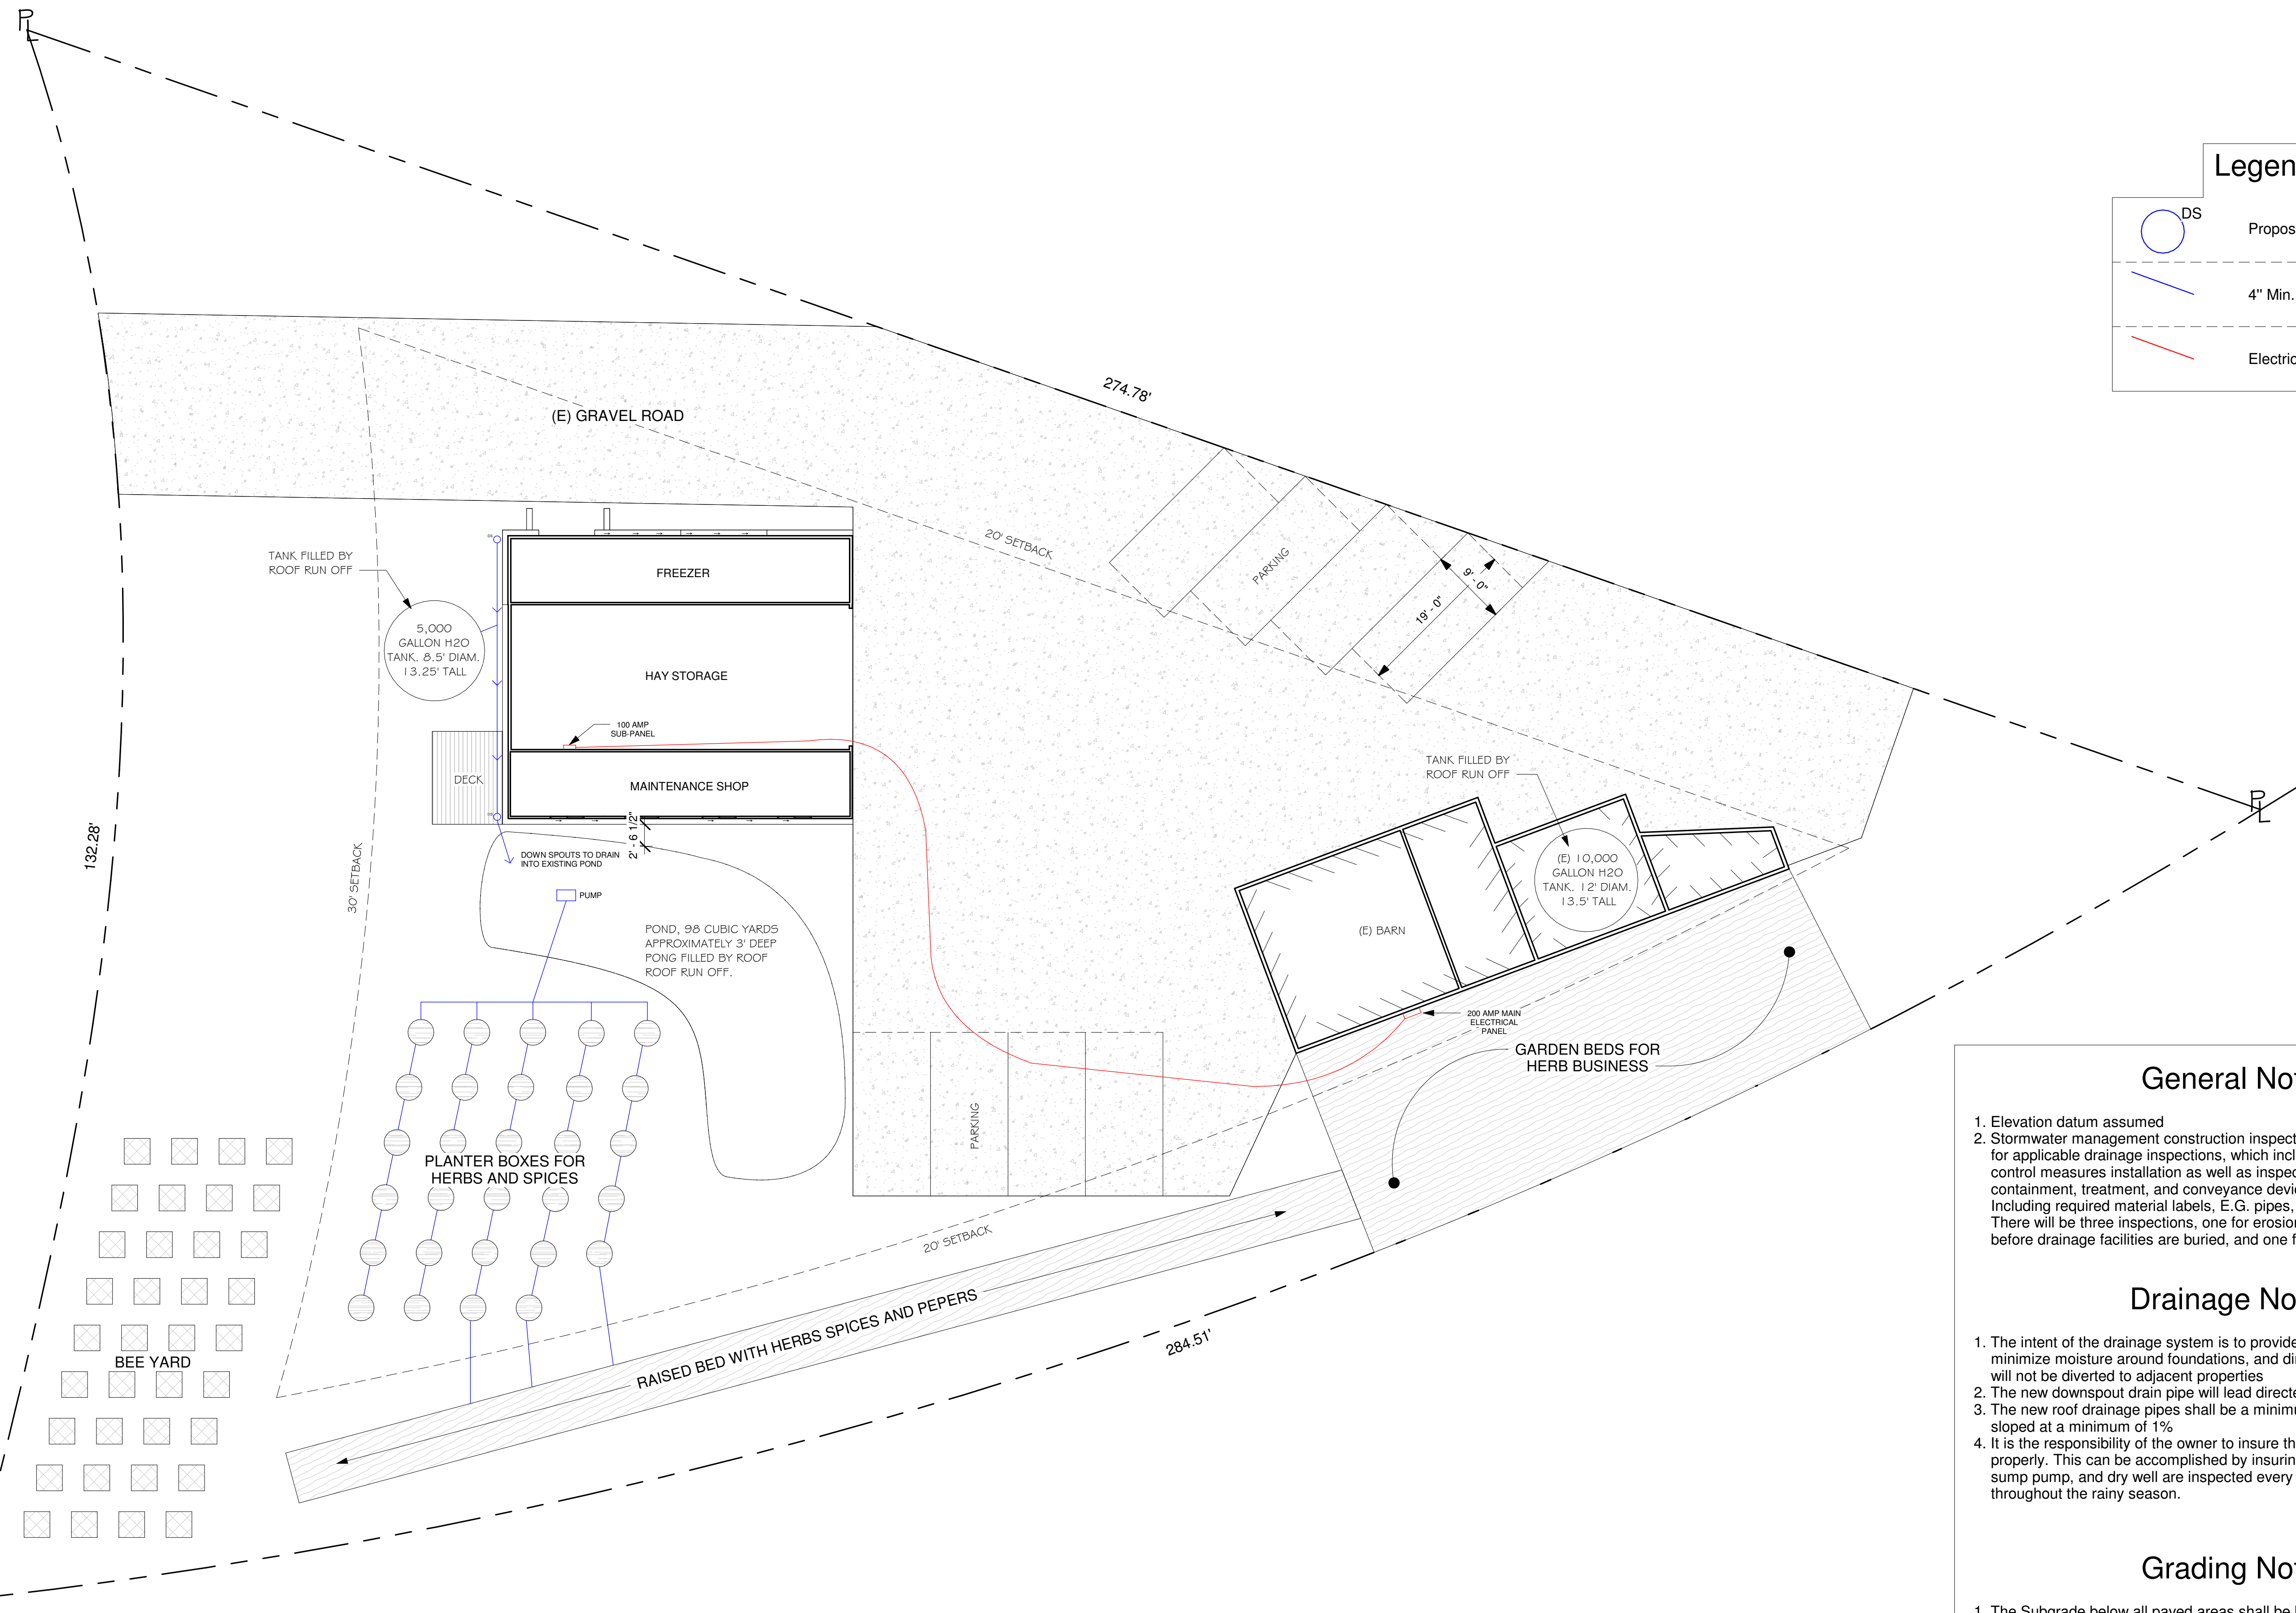 PL
Legen
DS
Propos
4" Min.
Electric
274.78'
(E) GRAVEL ROAD
20' SETBACK
PARKING
9' - 0"
19' - 0"
TANK FILLED BY
ROOF RUN OFF
DS
FREEZER
5,000
GALLON H2O
TANK. 8.5' DIAM.
13.25' TALL
HAY STORAGE
100 AMP
SUB-PANEL
DECK
MAINTENANCE SHOP
DS
2' - 6 1/2"
DOWN SPOUTS TO DRAIN
INTO EXISTING POND
PUMP
132.28'
30' SETBACK
POND, 98 CUBIC YARDS
APPROXIMATELY 3' DEEP
PONG FILLED BY ROOF
ROOF RUN OFF.
TANK FILLED BY
ROOF RUN OFF
(E) 10,000
GALLON H2O
TANK. 12' DIAM.
13.5' TALL
(E) BARN
PL
200 AMP MAIN
ELECTRICAL
PANEL
GARDEN BEDS FOR
HERB BUSINESS
PARKING
PLANTER BOXES FOR
HERBS AND SPICES
20' SETBACK
RAISED BED WITH HERBS SPICES AND PEPERS
284.51'
BEE YARD
General Not
1. Elevation datum assumed
2. Stormwater management construction inspect
for applicable drainage inspections, which incl
control measures installation as well as inspec
containment, treatment, and conveyance devi
Including required material labels, E.G. pipes,
There will be three inspections, one for erosion
before drainage facilities are buried, and one f
Drainage No
1. The intent of the drainage system is to provide
minimize moisture around foundations, and di
will not be diverted to adjacent properties
2. The new downspout drain pipe will lead directe
3. The new roof drainage pipes shall be a minimu
sloped at a minimum of 1%
4. It is the responsibility of the owner to insure th
properly. This can be accomplished by insurin
sump pump, and dry well are inspected every
throughout the rainy season.
Grading Not
1. The Subgrade below all paved areas shall be